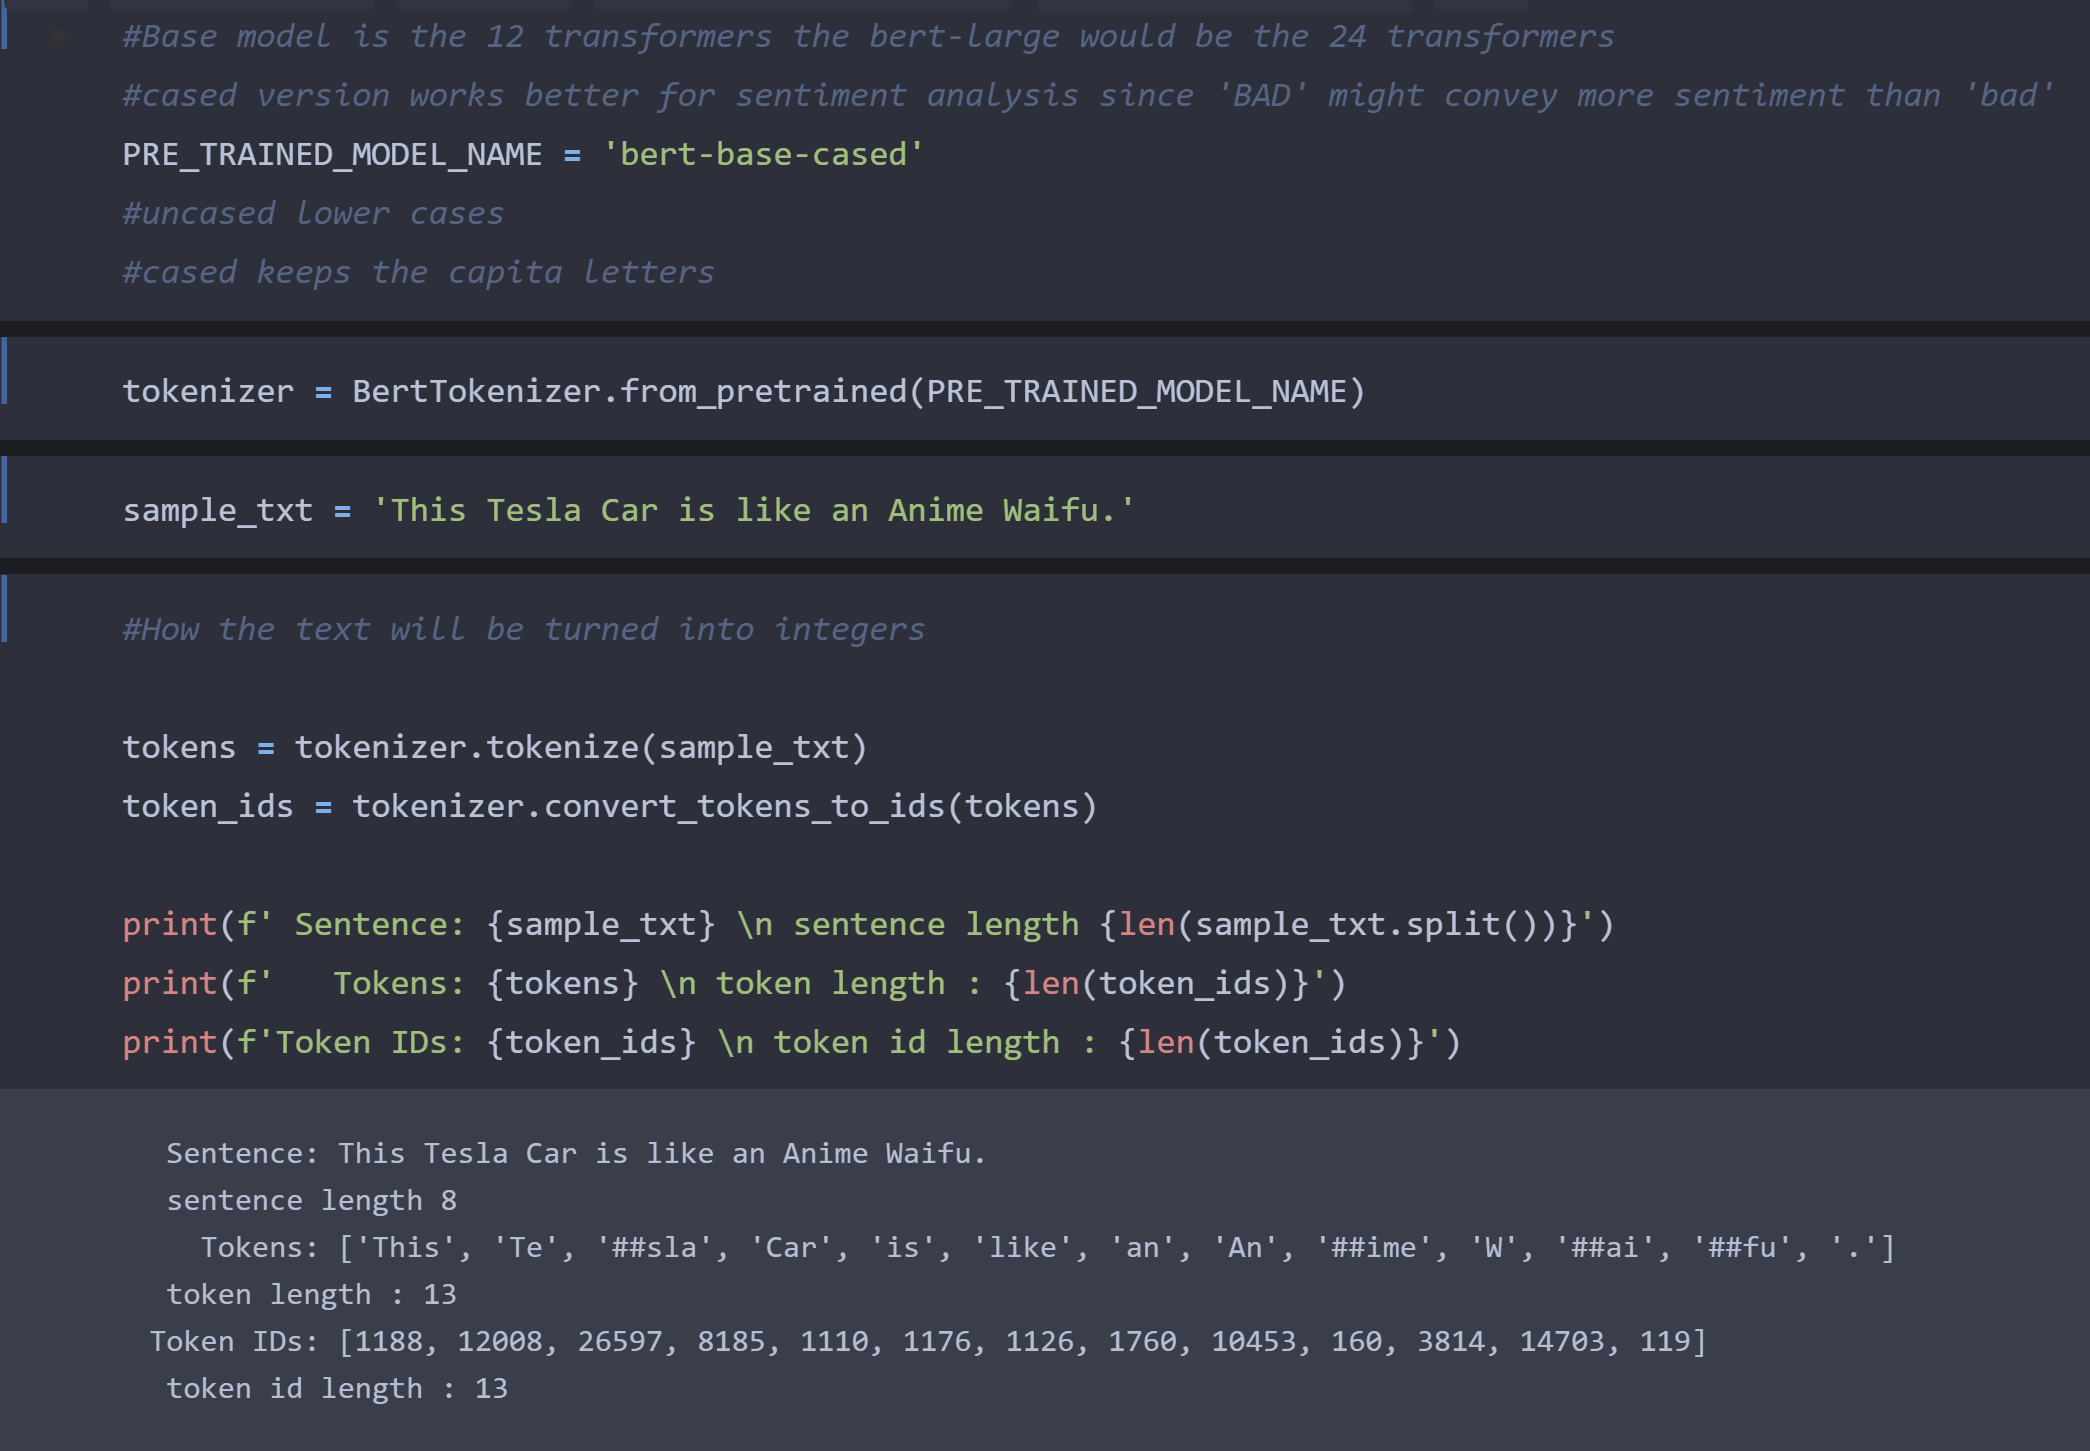 #Base model is the 12 transformers the bert-large would be the 24 transformers
#cased version works better for sentiment analysis since 'BAD' might convey more sentiment than 'bad'
PRE_TRAINED_MODEL_NAME = 'bert-base-cased'
#uncased lower cases
#cased keeps the capita letters
tokenizer = BertTokenizer.from_pretrained(PRE_TRAINED_MODEL_NAME)
sample_txt = 'This Tesla Car is like an Anime Waifu.'
#How the text will be turned into integers
tokens = tokenizer.tokenize(sample_txt)
token_ids = tokenizer.convert_tokens_to_ids(tokens)
print(f' Sentence: {sample_txt} \n sentence length {len(sample_txt.split())}')
print(f'   Tokens: {tokens} \n token length : {len(token_ids)}')
print(f'Token IDs: {token_ids} \n token id length : {len(token_ids)}')
Sentence: This Tesla Car is like an Anime Waifu.
sentence length 8
Tokens: ['This', 'Te', '##sla', 'Car', 'is', 'like', 'an', 'An', '##ime', 'W', '##ai', '##fu', '.']
token length : 13
Token IDs: [1188, 12008, 26597, 8185, 1110, 1176, 1126, 1760, 10453, 160, 3814, 14703, 119]
token id length : 13